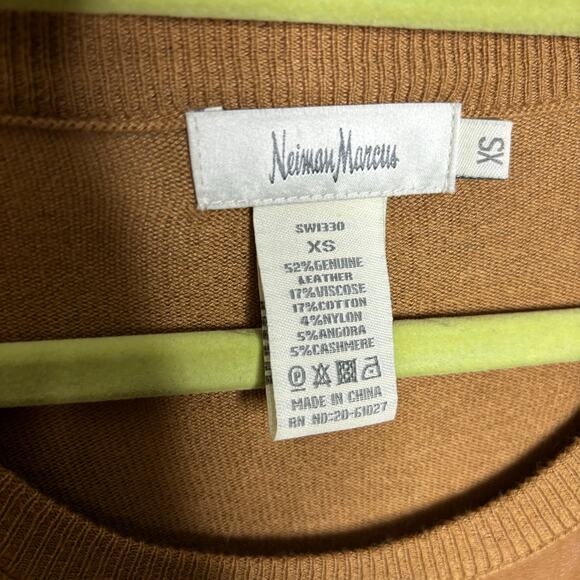 Neiman Marcus
XS
SW1330
XS
52%GENUINE
LEATHER
17%VISCOSE
17%COTTON
4%NYLON
5%ANGORA
5%CASHMERE
P
MADE IN CHINA
RN NO:20-61027